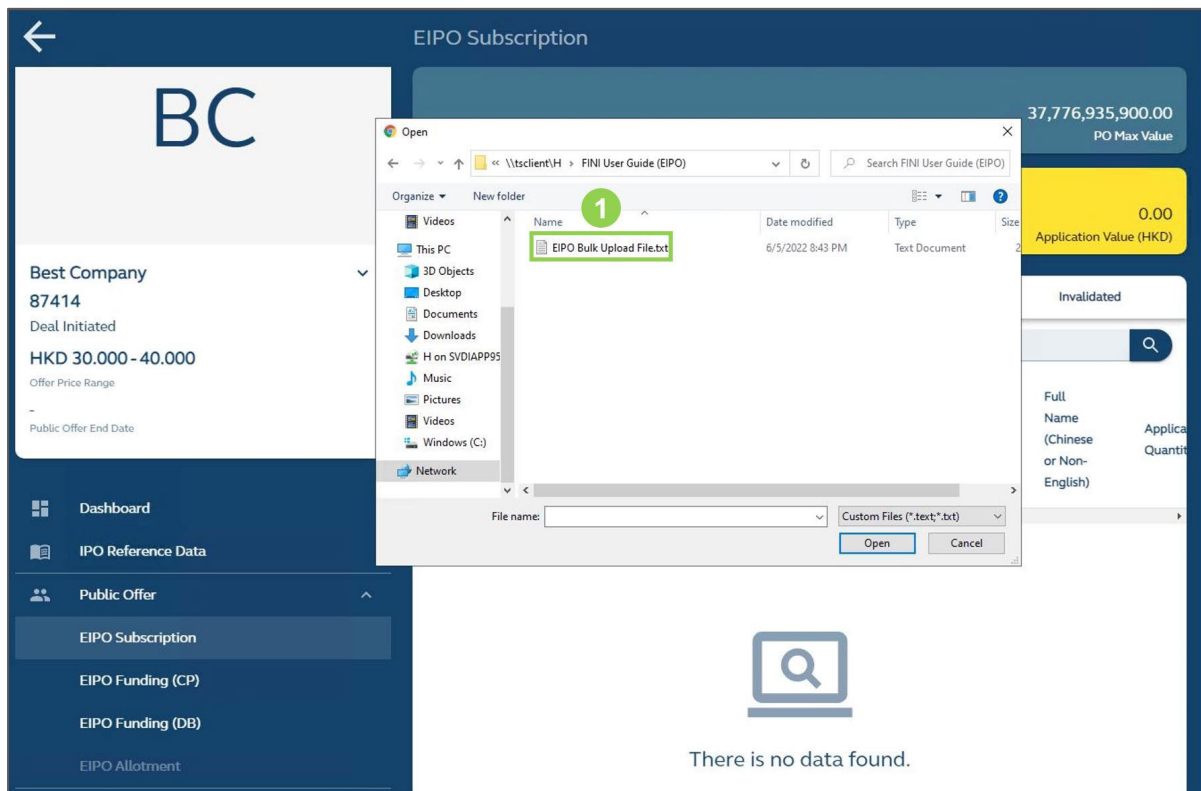 EIPO Subscription
BC
Best Company
87414
Deal Initiated
HKD 30.000 - 40.000
Offer Price Range
-
Public Offer End Date
Dashboard
IPO Reference Data
Public Offer
EIPO Subscription
EIPO Funding (CP)
EIPO Funding (DB)
EIPO Allotment
37,776,935,900.00
PO Max Value
0.00
Application Value (HKD)
Invalidated
Full
Name
(Chinese
or Non-
English)
Applica
Quantit
Open
« \\tsclient\H › FINI User Guide (EIPO)
Search FINI User Guide (EIPO)
Organize
New folder
1
Name
Date modified
Type
Size
EIPO Bulk Upload File.txt
6/5/2022 8:43 PM
Text Document
2
Videos
This PC
3D Objects
Desktop
Documents
Downloads
H on SVDIAPP95
Music
Pictures
Videos
Windows (C:)
Network
File name:
Custom Files (*.text;*.txt)
Open
Cancel
There is no data found.